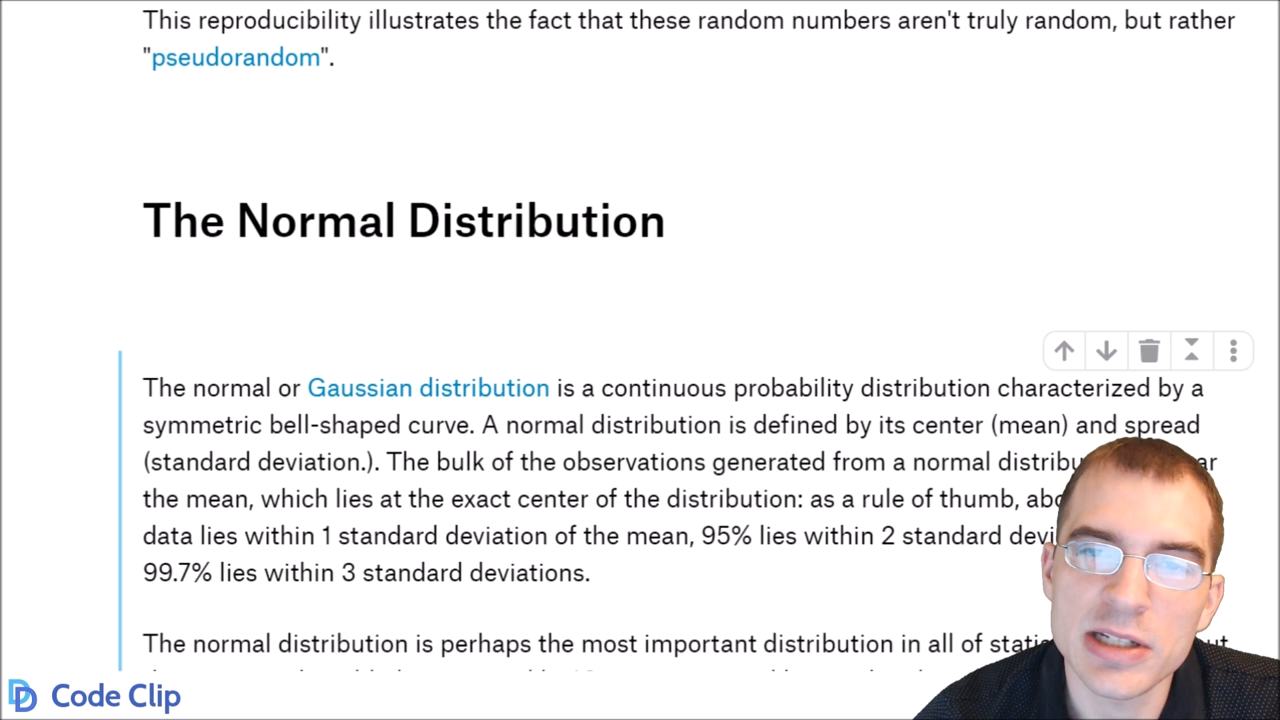 This reproducibility illustrates the fact that these random numbers aren't truly random, but rather
"pseudorandom".
The Normal Distribution
The normal or Gaussian distribution is a continuous probability distribution characterized by a
symmetric bell-shaped curve. A normal distribution is defined by its center (mean) and spread
(standard deviation.). The bulk of the observations generated from a normal
the mean, which lies at the exact center of the distribution: as a rule of thumb,
data lies within 1 standard deviation of the mean, 95% lies within 2 standard
99.7% lies within 3 standard deviations.
The normal distribution is perhaps the most important distribution in all of
Code Clip